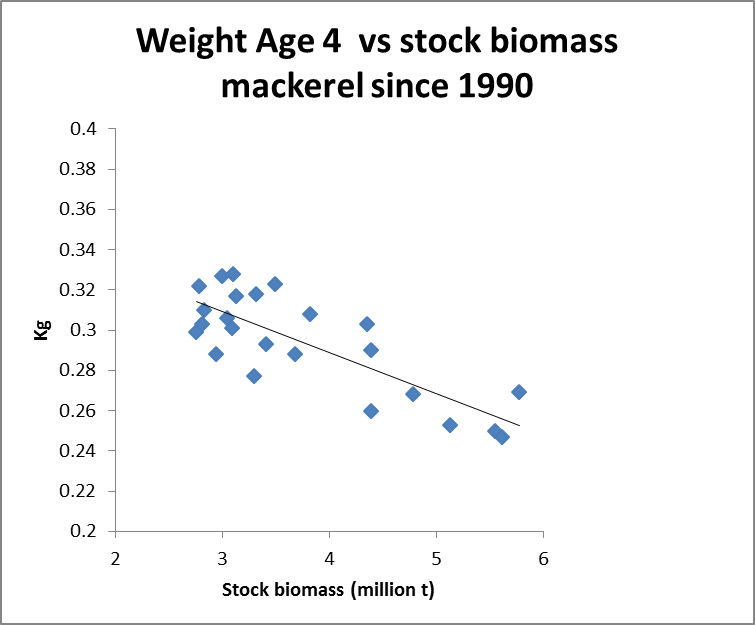 Weight Age 4  vs stock biomass
mackerel since 1990
0.4
0.38
0.36
0.34
0.32
0.3
0.28
0.26
0.24
0.22
0.2
Kg
2 3 4 5 6
Stock biomass (million t)